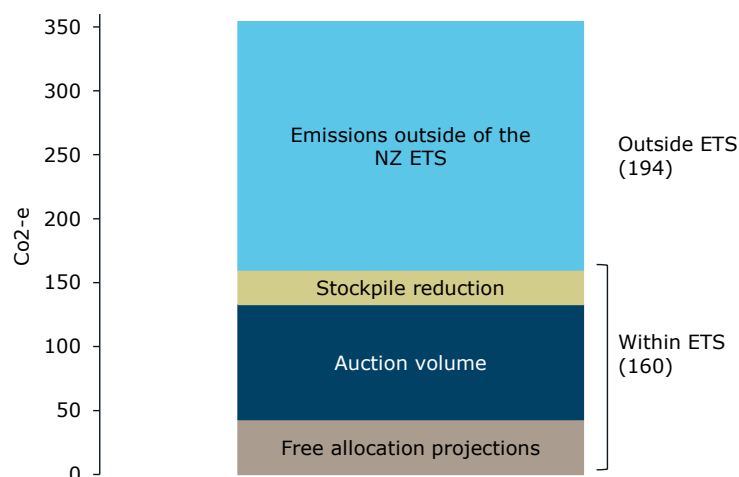 350
300
250
200
150
100
50
0
Co2-e
Emissions outside of the
NZ ETS
Stockpile reduction
Auction volume
Free allocation projections
Outside ETS
(194)
Within ETS
(160)